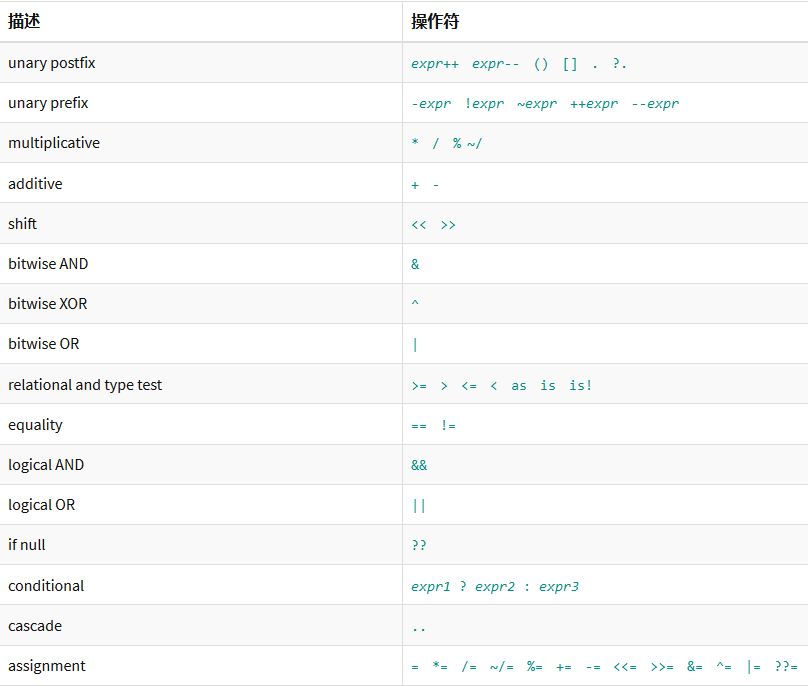 描述 操作符
unary postfix expr++ expr-- () [] . ?.
unary prefix -expr !expr ~expr ++expr --expr
multiplicative * / % ~/
additive + -
shift << >>
bitwise AND &
bitwise XOR ^
bitwise OR |
relational and type test >= > <= < as is is!
equality == !=
logical AND &&
logical OR ||
if null ??
conditional expr1 ? expr2 : expr3
cascade ..
assignment = *= /= ~/= %= += -= <<= >>= &= ^= |= ??=